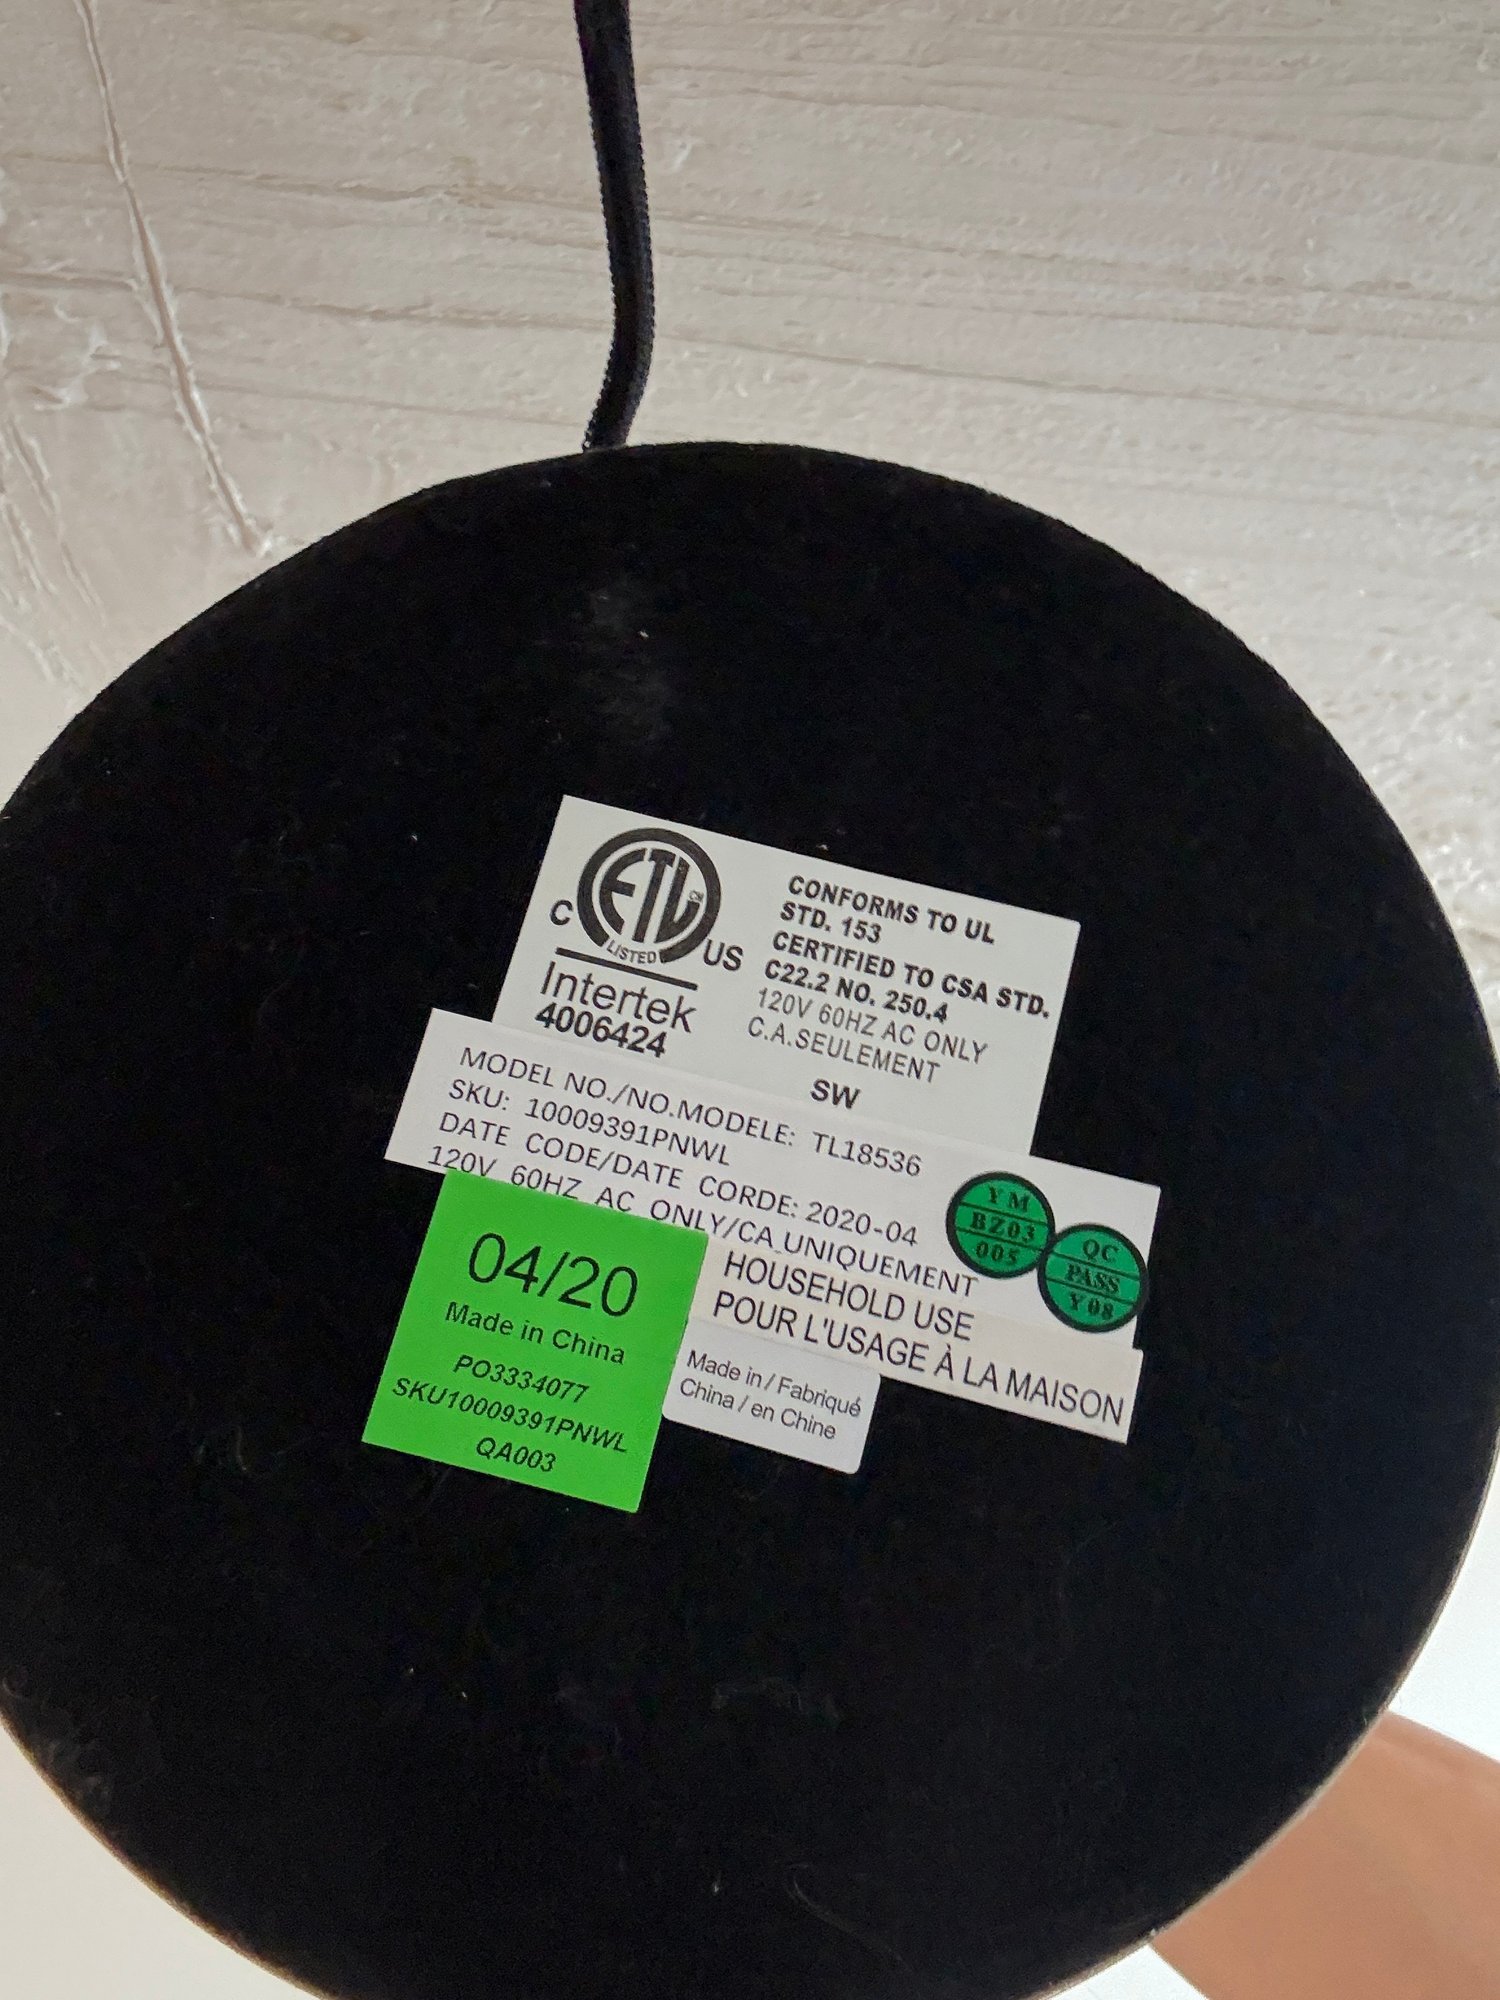 C ETL CM US
LISTED
Intertek
4006424
CONFORMS TO UL
STD. 153
CERTIFIED TO CSA STD.
C22.2 NO. 250.4
120V 60HZ AC ONLY
C.A.SEULEMENT
SW
MODEL NO./NO.MODELE: TL18536
SKU: 10009391PNWL
DATE CODE/DATE CORDE: 2020-04
120V 60HZ AC ONLY/CA UNIQUEMENT
YM
BZ03
005
QC
PASS
Y08
HOUSEHOLD USE
POUR L'USAGE À LA MAISON
04/20
Made in China
PO3334077
SKU10009391PNWL
QA003
Made in / Fabriqué
China / en Chine